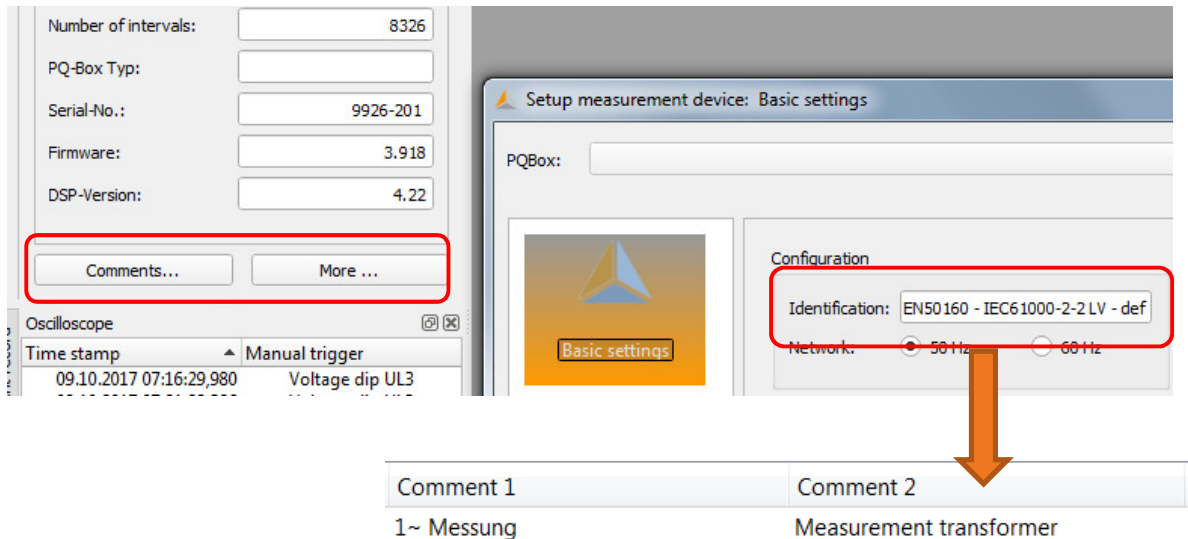 Number of intervals: 8326
PQ-Box Typ:
Serial-No.: 9926-201
Firmware: 3.918
DSP-Version: 4.22
Comments... More ...
Oscilloscope
Time stamp Manual trigger
09.10.2017 07:16:29,980 Voltage dip UL3
Setup measurement device: Basic settings
PQBox:
Basic settings
Configuration
Identification: EN50160 - IEC61000-2-2 LV - def
Network: 50 Hz 60 Hz
Comment 1 Comment 2
1~ Messung Measurement transformer